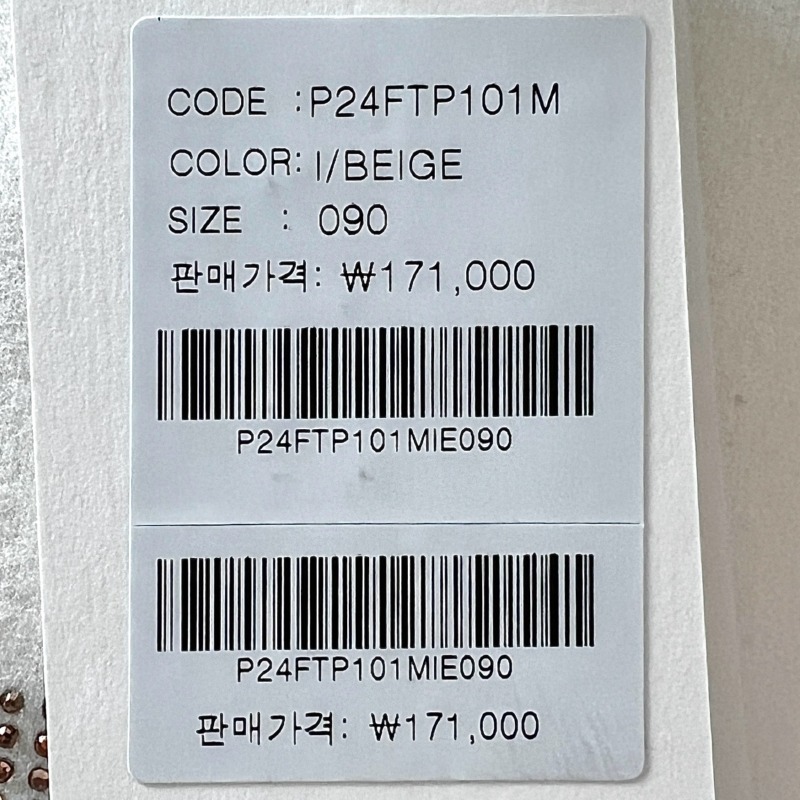 CODE : P24FTP101M
COLOR: I/BEIGE
SIZE : 090
판매가격: ₩171,000
P24FTP101MIE090
P24FTP101MIE090
판매가격: ₩171,000